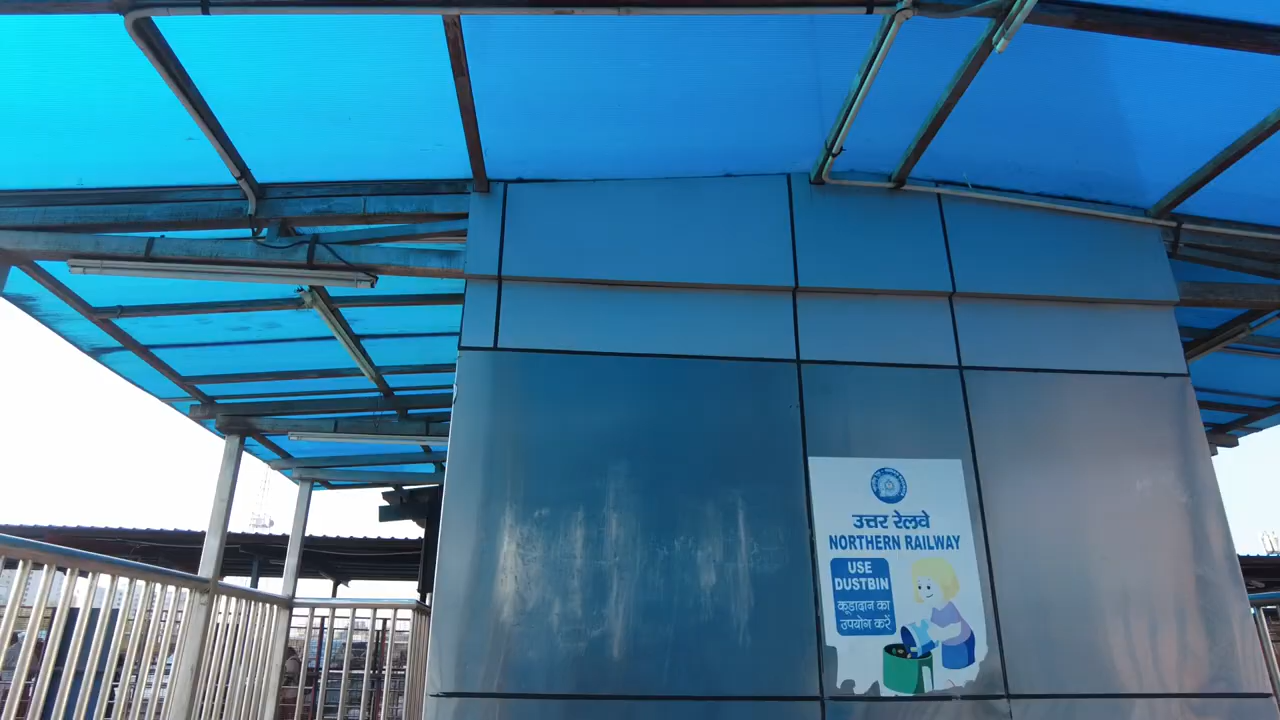 उत्तर रेलवे
NORTHERN RAILWAY
USE
DUSTBIN
कूड़ादान का
उपयोग करें